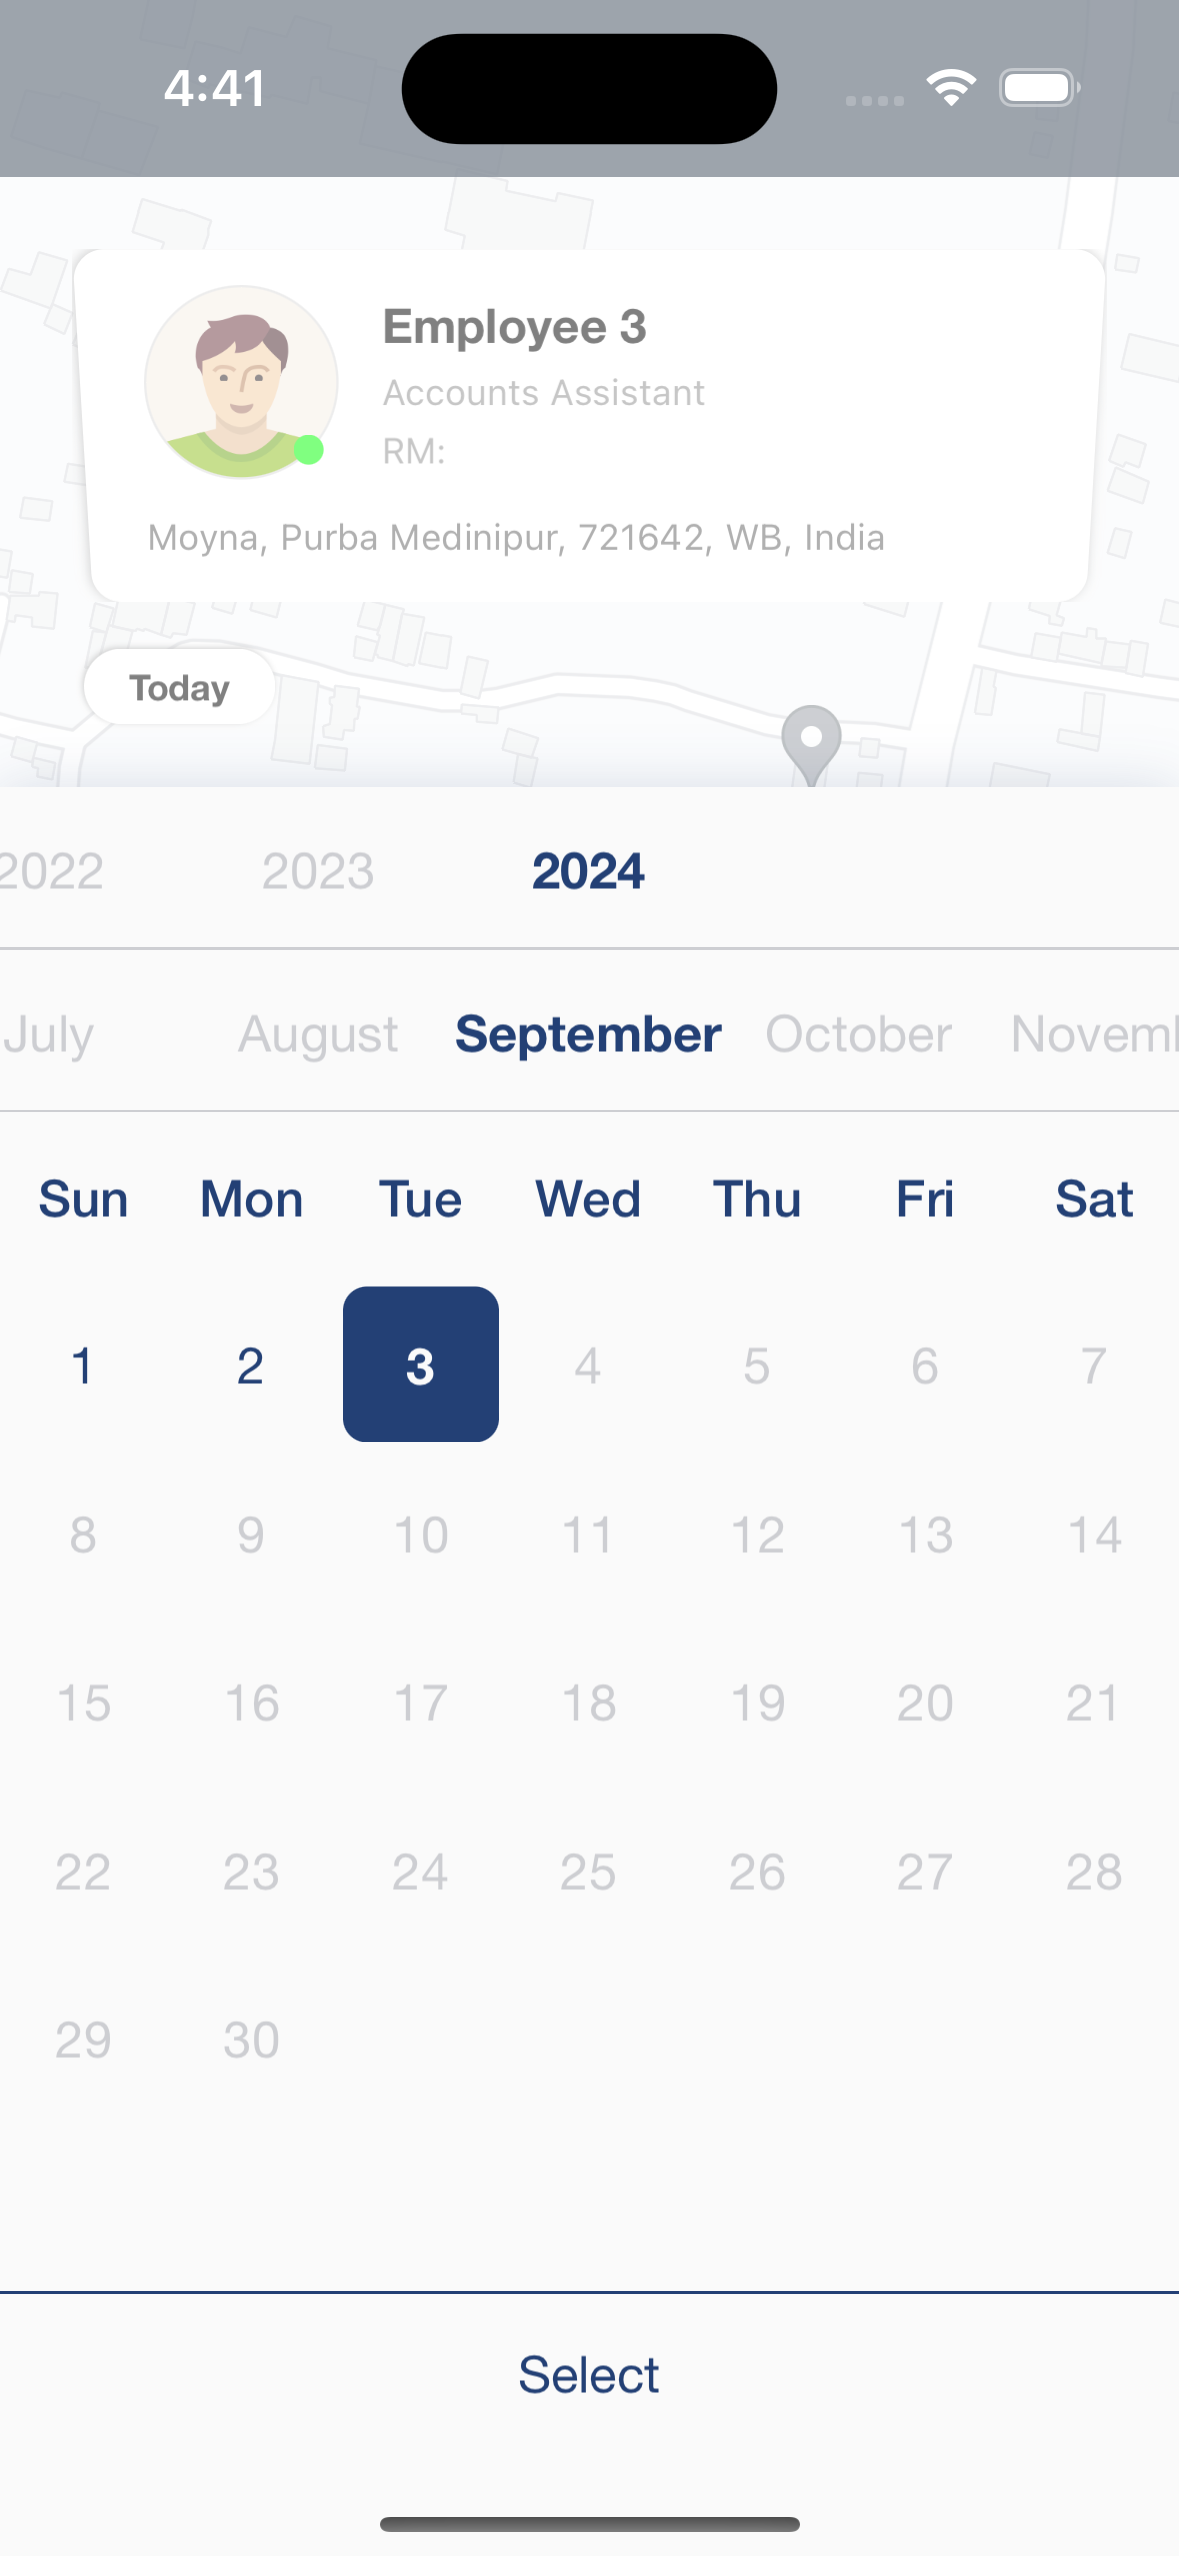 4:41
Employee 3
Accounts Assistant
RM:
Moyna, Purba Medinipur, 721642, WB, India
Today
2022 2023 2024
July August September October Novem
Sun Mon Tue Wed Thu Fri Sat
1 2 3 4 5 6 7
8 9 10 11 12 13 14
15 16 17 18 19 20 21
22 23 24 25 26 27 28
29 30
Select